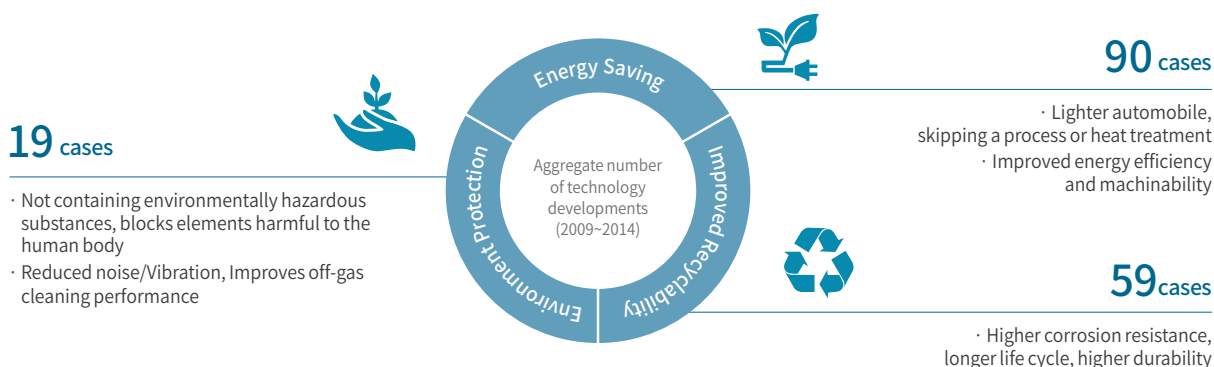 Energy Saving
Environment Protection
Improved Recyclability
Aggregate number
of technology
developments
(2009~2014)
19 cases
· Not containing environmentally hazardous
substances, blocks elements harmful to the
human body
· Reduced noise/Vibration, Improves off-gas
cleaning performance
90 cases
· Lighter automobile,
skipping a process or heat treatment
· Improved energy efficiency
and machinability
59 cases
· Higher corrosion resistance,
longer life cycle, higher durability